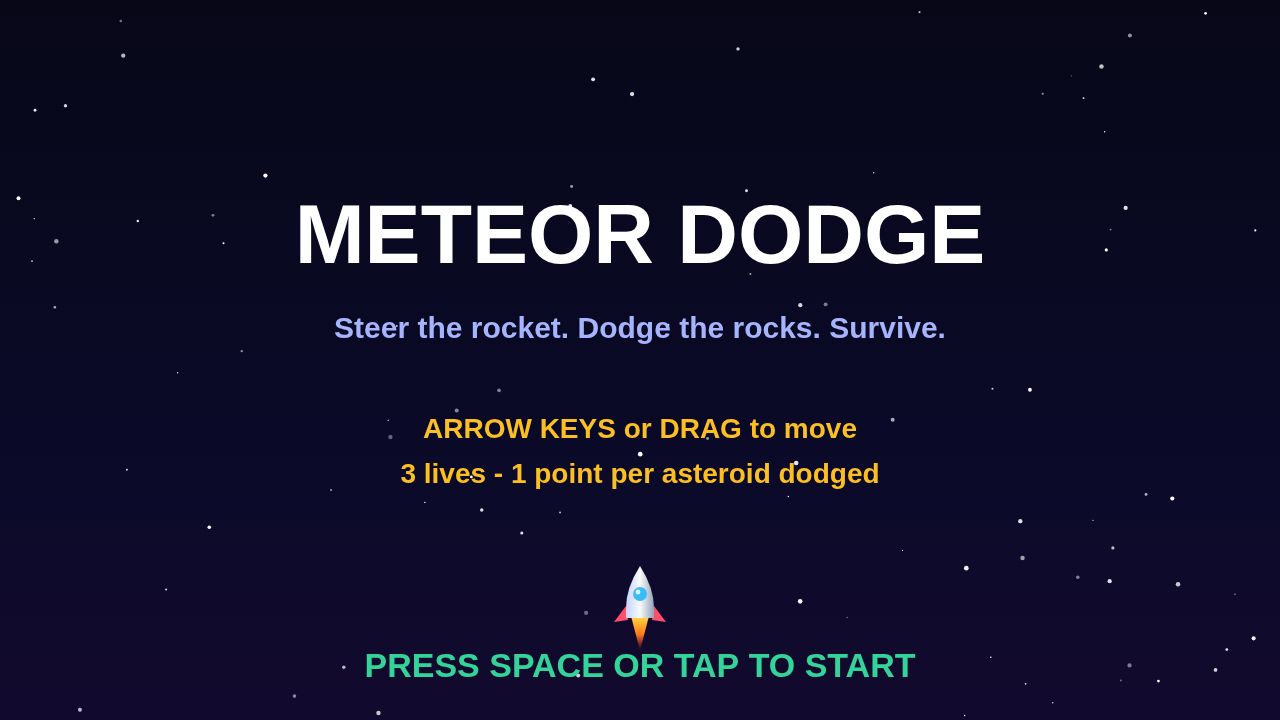 METEOR DODGE
Steer the rocket. Dodge the rocks. Survive.
ARROW KEYS or DRAG to move
3 lives - 1 point per asteroid dodged
PRESS SPACE OR TAP TO START